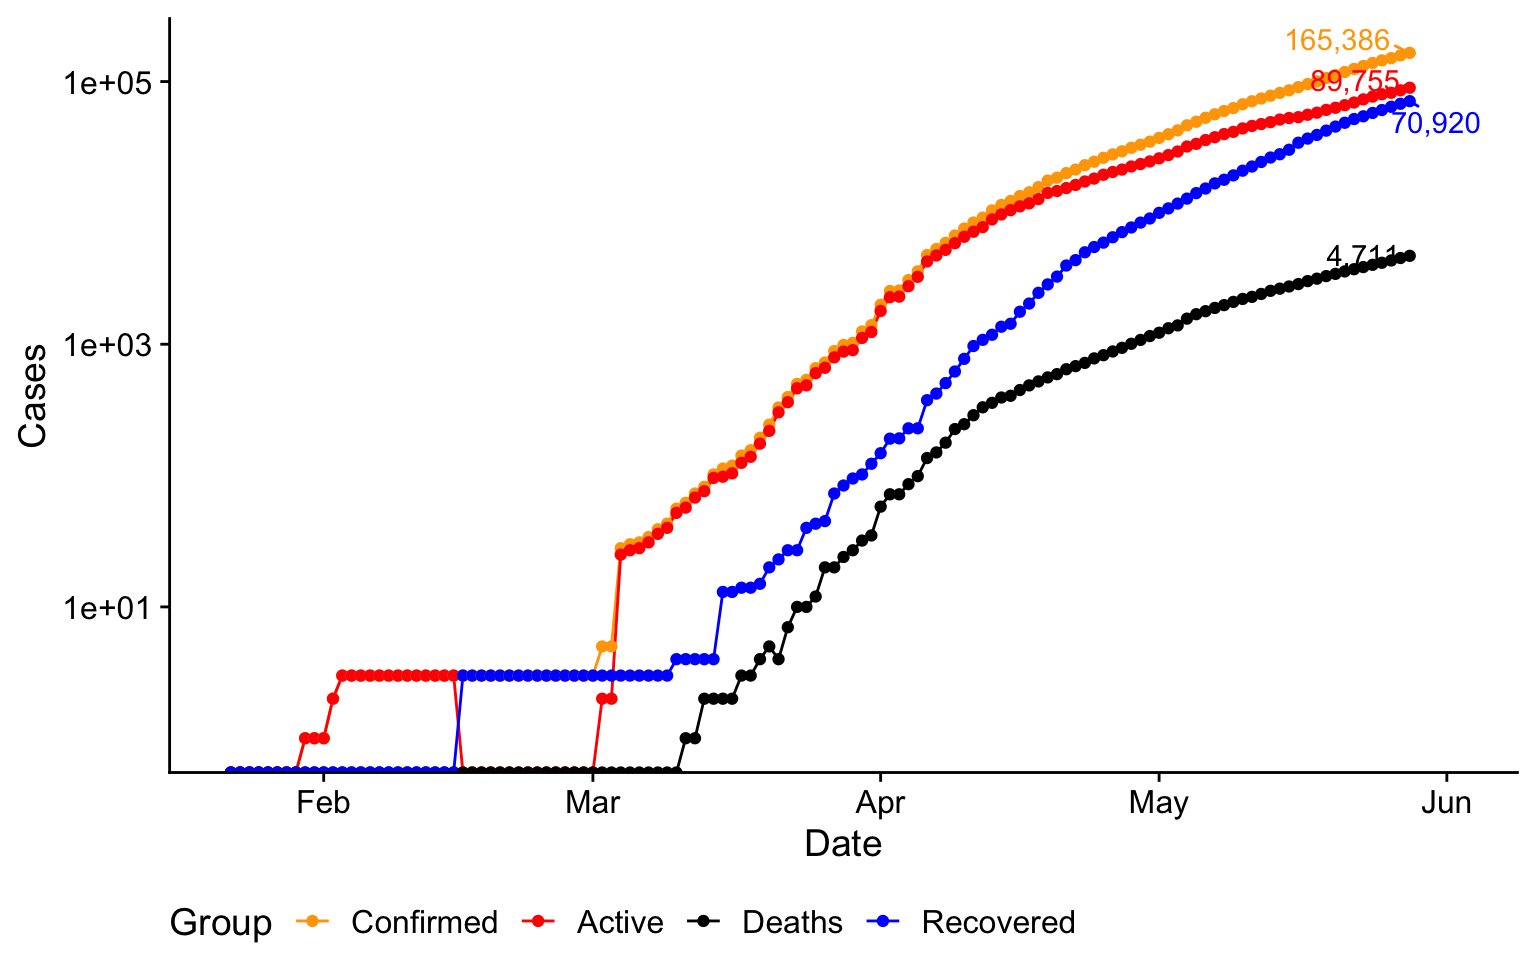 165,386
1e+05
89,755
70,920
4,711
1e+03
Cases
1e+01
Feb Mar Apr May Jun
Date
Group Confirmed Active Deaths Recovered